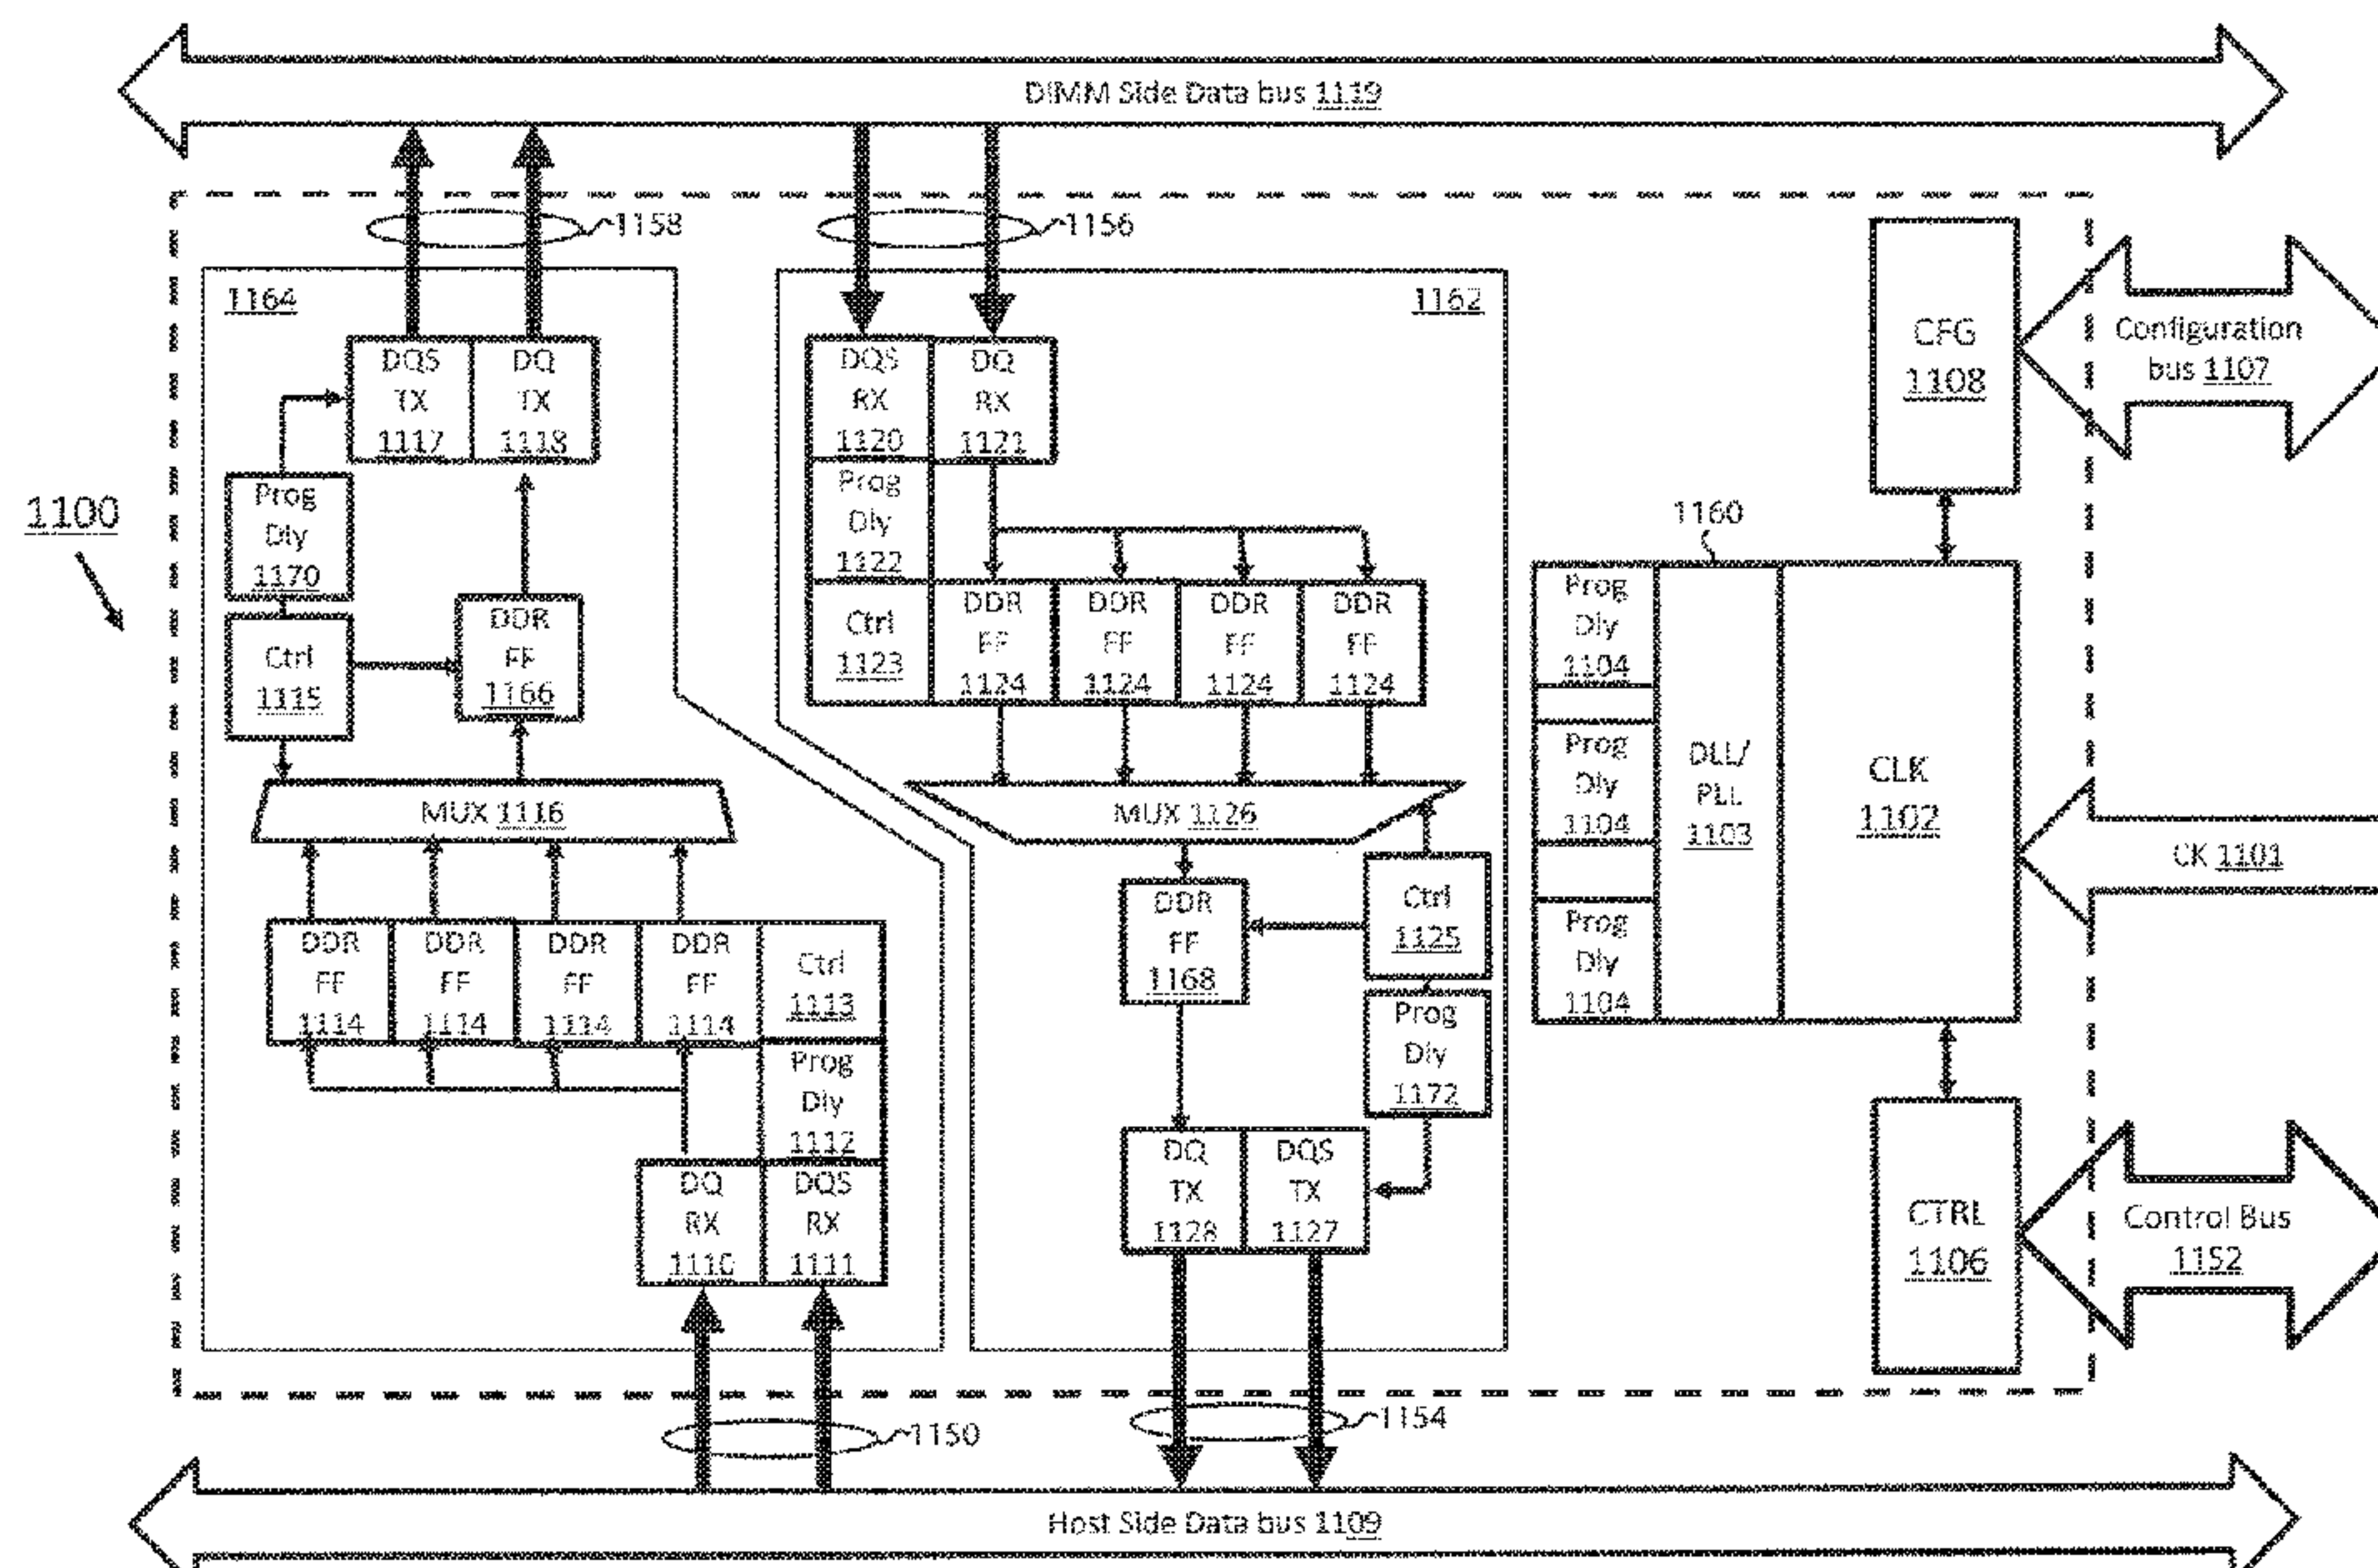 DIMM Side Data bus 1119
1158
1156
1164
1162
DQS
TX
1117
DQ
TX
1118
DQS
RX
1120
DQ
RX
1121
CFG
1108
Configuration
bus 1107
1100
Prog
Dly
1170
Prog
Dly
1122
1160
Ctrl
1115
DDR
FF
1166
Ctrl
1123
DDR
FF
1124
DDR
FF
1124
DDR
FF
1124
DDR
FF
1124
Prog
Dly
1104
Prog
Dly
1104
Prog
Dly
1104
DLL/
PLL
1103
CLK
1102
CK 1101
MUX 1116
MUX 1126
DDR
FF
1168
Ctrl
1125
DDR
FF
1114
DDR
FF
1114
DDR
FF
1114
DDR
FF
1114
Ctrl
1113
Prog
Dly
1112
Prog
Dly
1172
DQ
RX
1110
DQS
RX
1111
DQ
TX
1128
DQS
TX
1127
CTRL
1106
Control Bus
1152
1150
1154
Host Side Data bus 1109